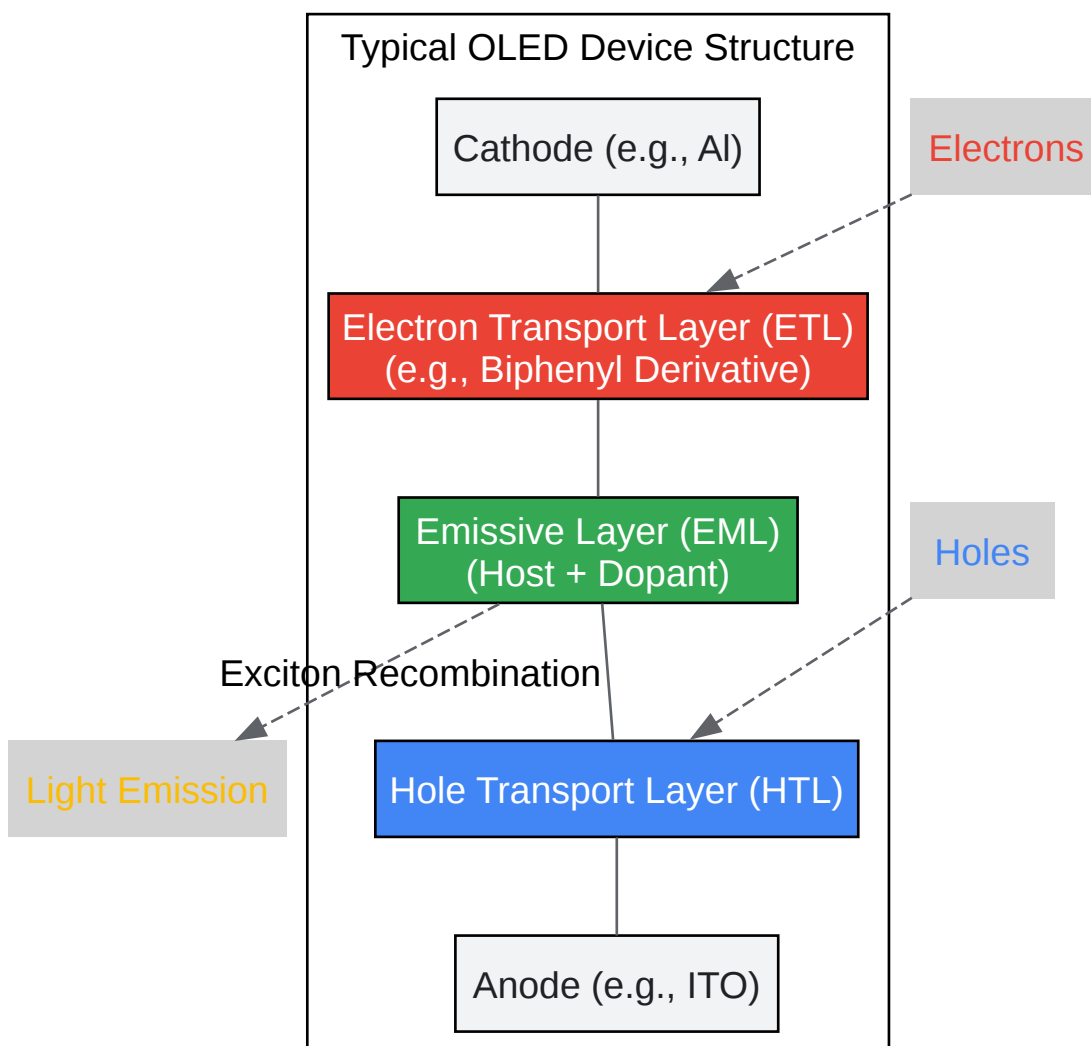 Typical OLED Device Structure
Cathode (e.g., Al)
Electrons
Electron Transport Layer (ETL)
(e.g., Biphenyl Derivative)
Emissive Layer (EML)
(Host + Dopant)
Holes
Exciton Recombination
Light Emission
Hole Transport Layer (HTL)
Anode (e.g., ITO)